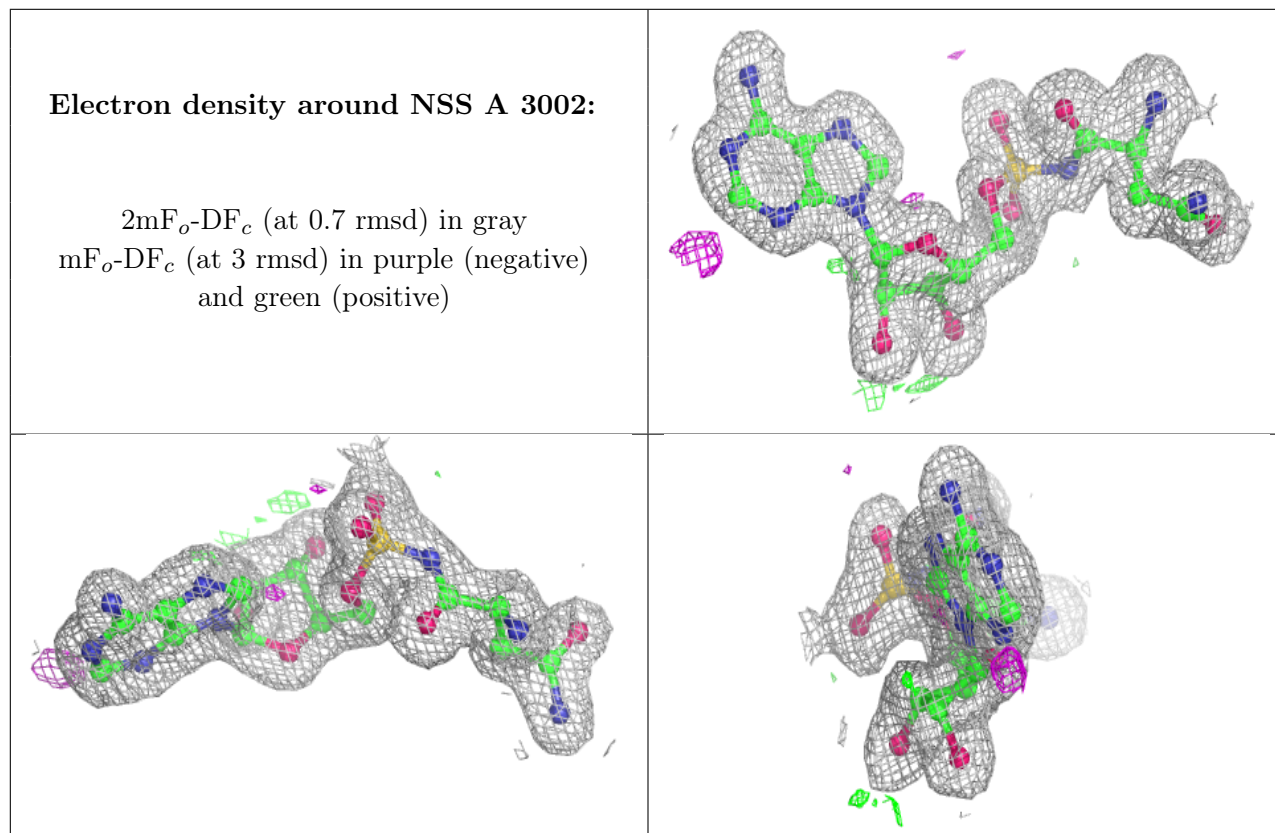 Electron density around NSS A 3002:
2mFo-DFc (at 0.7 rmsd) in gray
mFo-DFc (at 3 rmsd) in purple (negative)
and green (positive)